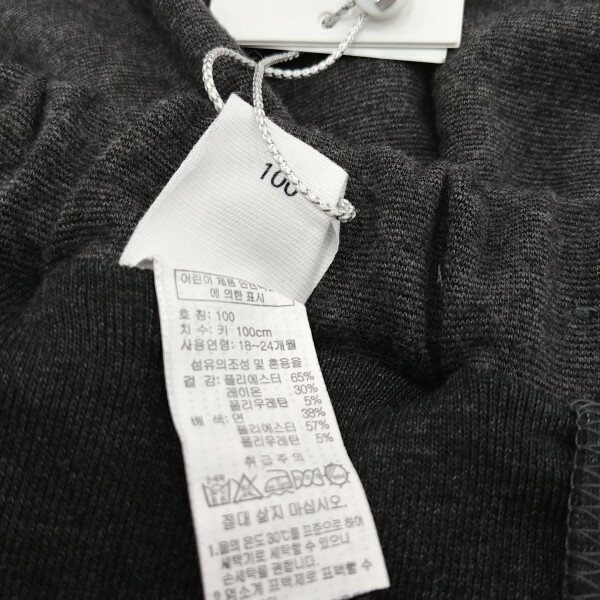 100
어린이 제품 안전
에 의한 표시
호 칭: 100
치 수: 키 100cm
사용연령: 18~24개월
섬유의조성 및 혼용율
겉 감: 폴리에스터 65%
레이온 30%
폴리우레탄 5%
배 색: 면 38%
폴리에스터 57%
폴리우레탄 5%
취급주의
절대 삶지 마십시오.
1.물의 온도 30℃를 표준으로 하여
세탁기로 세탁할 수 있으나
손세탁을 권합니다.
염소계 표백제로 표백할 수